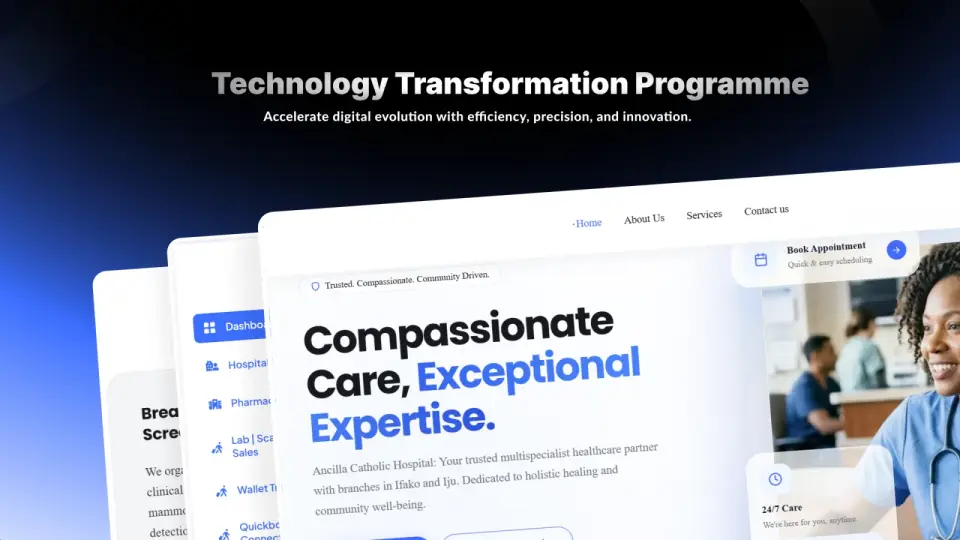 Technology Transformation Programme
Accelerate digital evolution with efficiency, precision, and innovation.
Home
About Us
Services
Contact us
Book Appointment
Quick & easy scheduling
Trusted. Compassionate. Community Driven.
Compassionate
Care, Exceptional
Expertise.
Ancilla Catholic Hospital: Your trusted multispecialist healthcare partner
with branches in Ifako and Iju. Dedicated to holistic healing and
community well-being.
24/7 Care
We're here for you, anytime.
Dashboa
Hospital
Pharmac
Lab | Sca
Sales
Wallet Tr
Quickbo
Connec
Brea
Scre
We orga
clinical
mammo
detectio